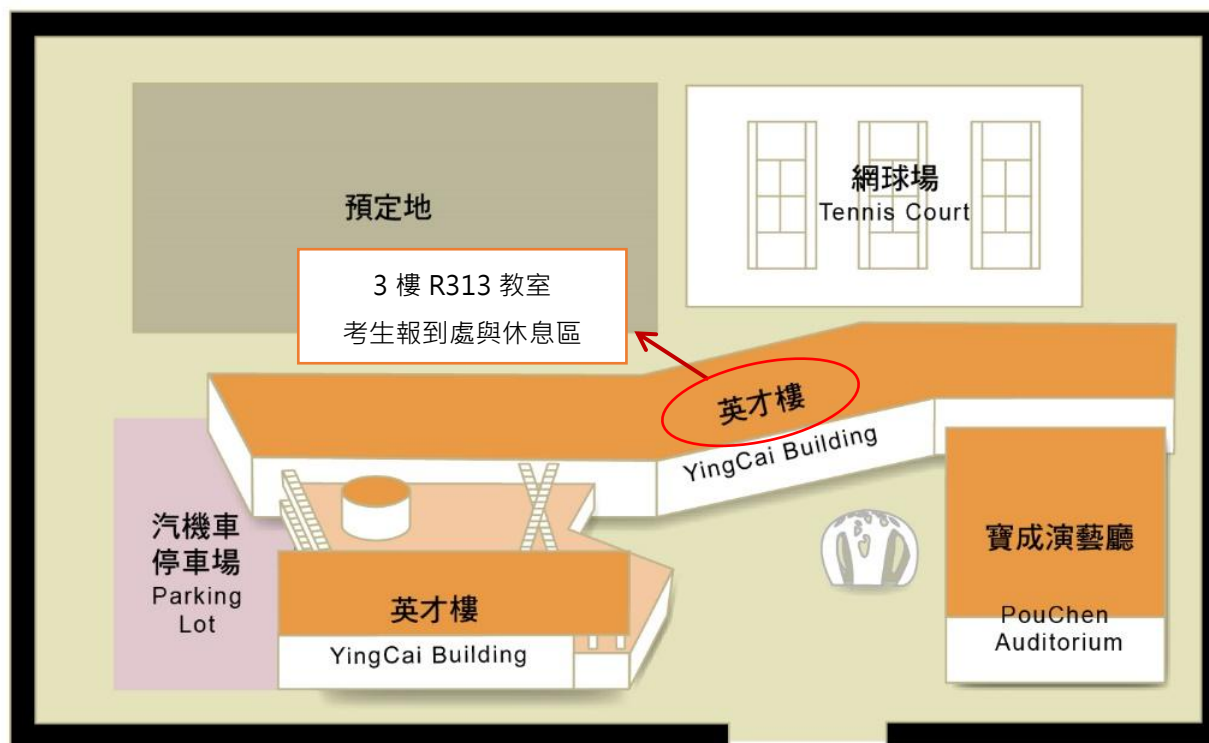 預定地
網球場
Tennis Court
3 樓 R313 教室
考生報到處與休息區
英才樓
YingCai Building
汽機車
停車場
Parking
Lot
英才樓
YingCai Building
寶成演藝廳
PouChen
Auditorium